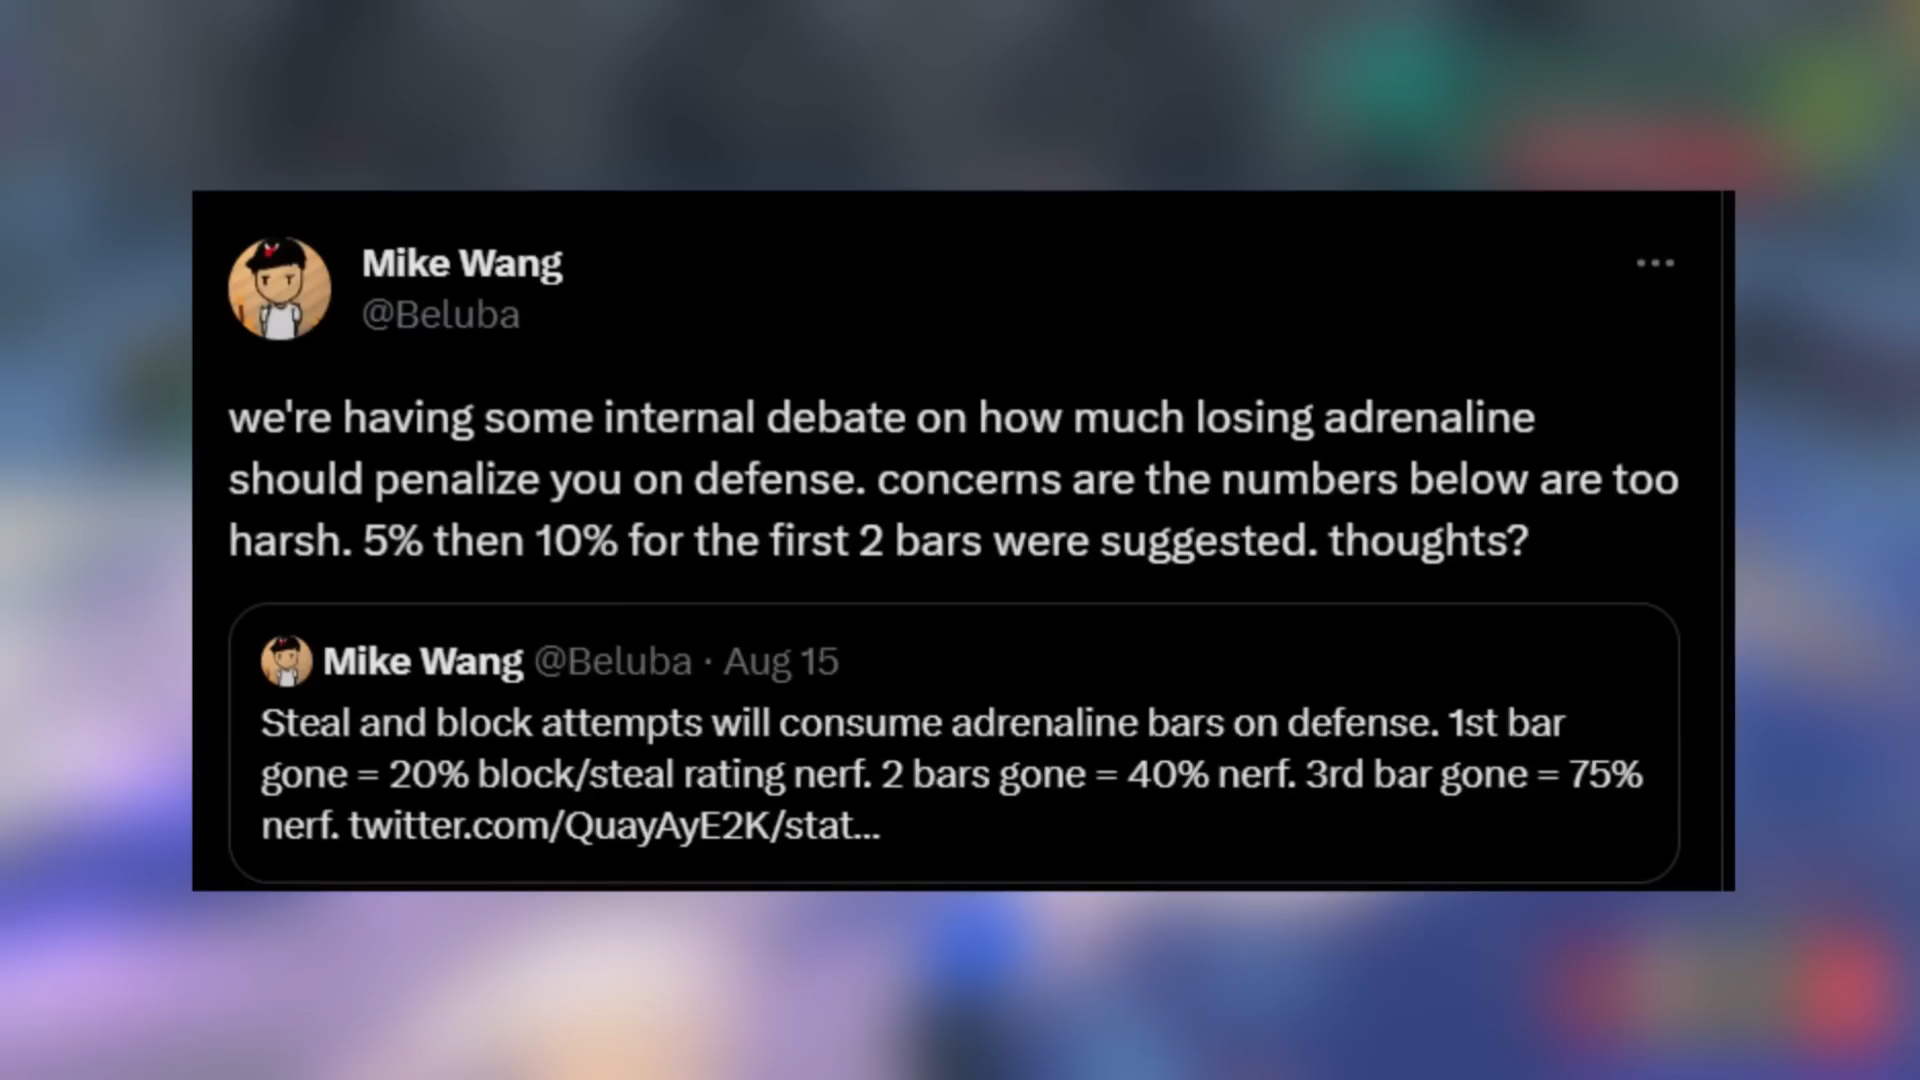 Mike Wang
@Beluba
we're having some internal debate on how much losing adrenaline
should penalize you on defense. concerns are the numbers below are too
harsh. 5% then 10% for the first 2 bars were suggested. thoughts?
Mike Wang @Beluba · Aug 15
Steal and block attempts will consume adrenaline bars on defense. 1st bar
gone = 20% block/steal rating nerf. 2 bars gone = 40% nerf. 3rd bar gone = 75%
nerf. twitter.com/QuayAyE2K/stat...